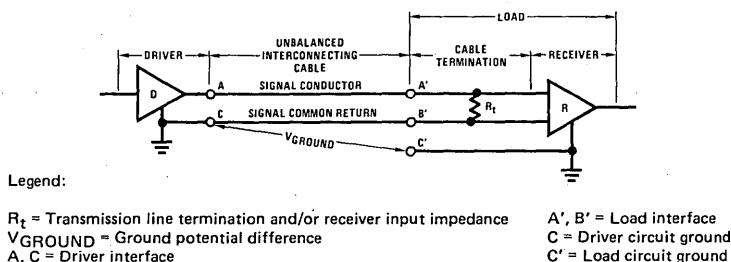 LOAD
DRIVER
UNBALANCED
INTERCONNECTING
CABLE
CABLE
TERMINATION
RECEIVER
D
A
SIGNAL CONDUCTOR
A'
Rt
R
C
SIGNAL COMMON RETURN
B'
VGROUND
C'
Legend:
Rt = Transmission line termination and/or receiver input impedance
VGROUND = Ground potential difference
A, C = Driver interface
A', B' = Load interface
C = Driver circuit ground
C' = Load circuit ground